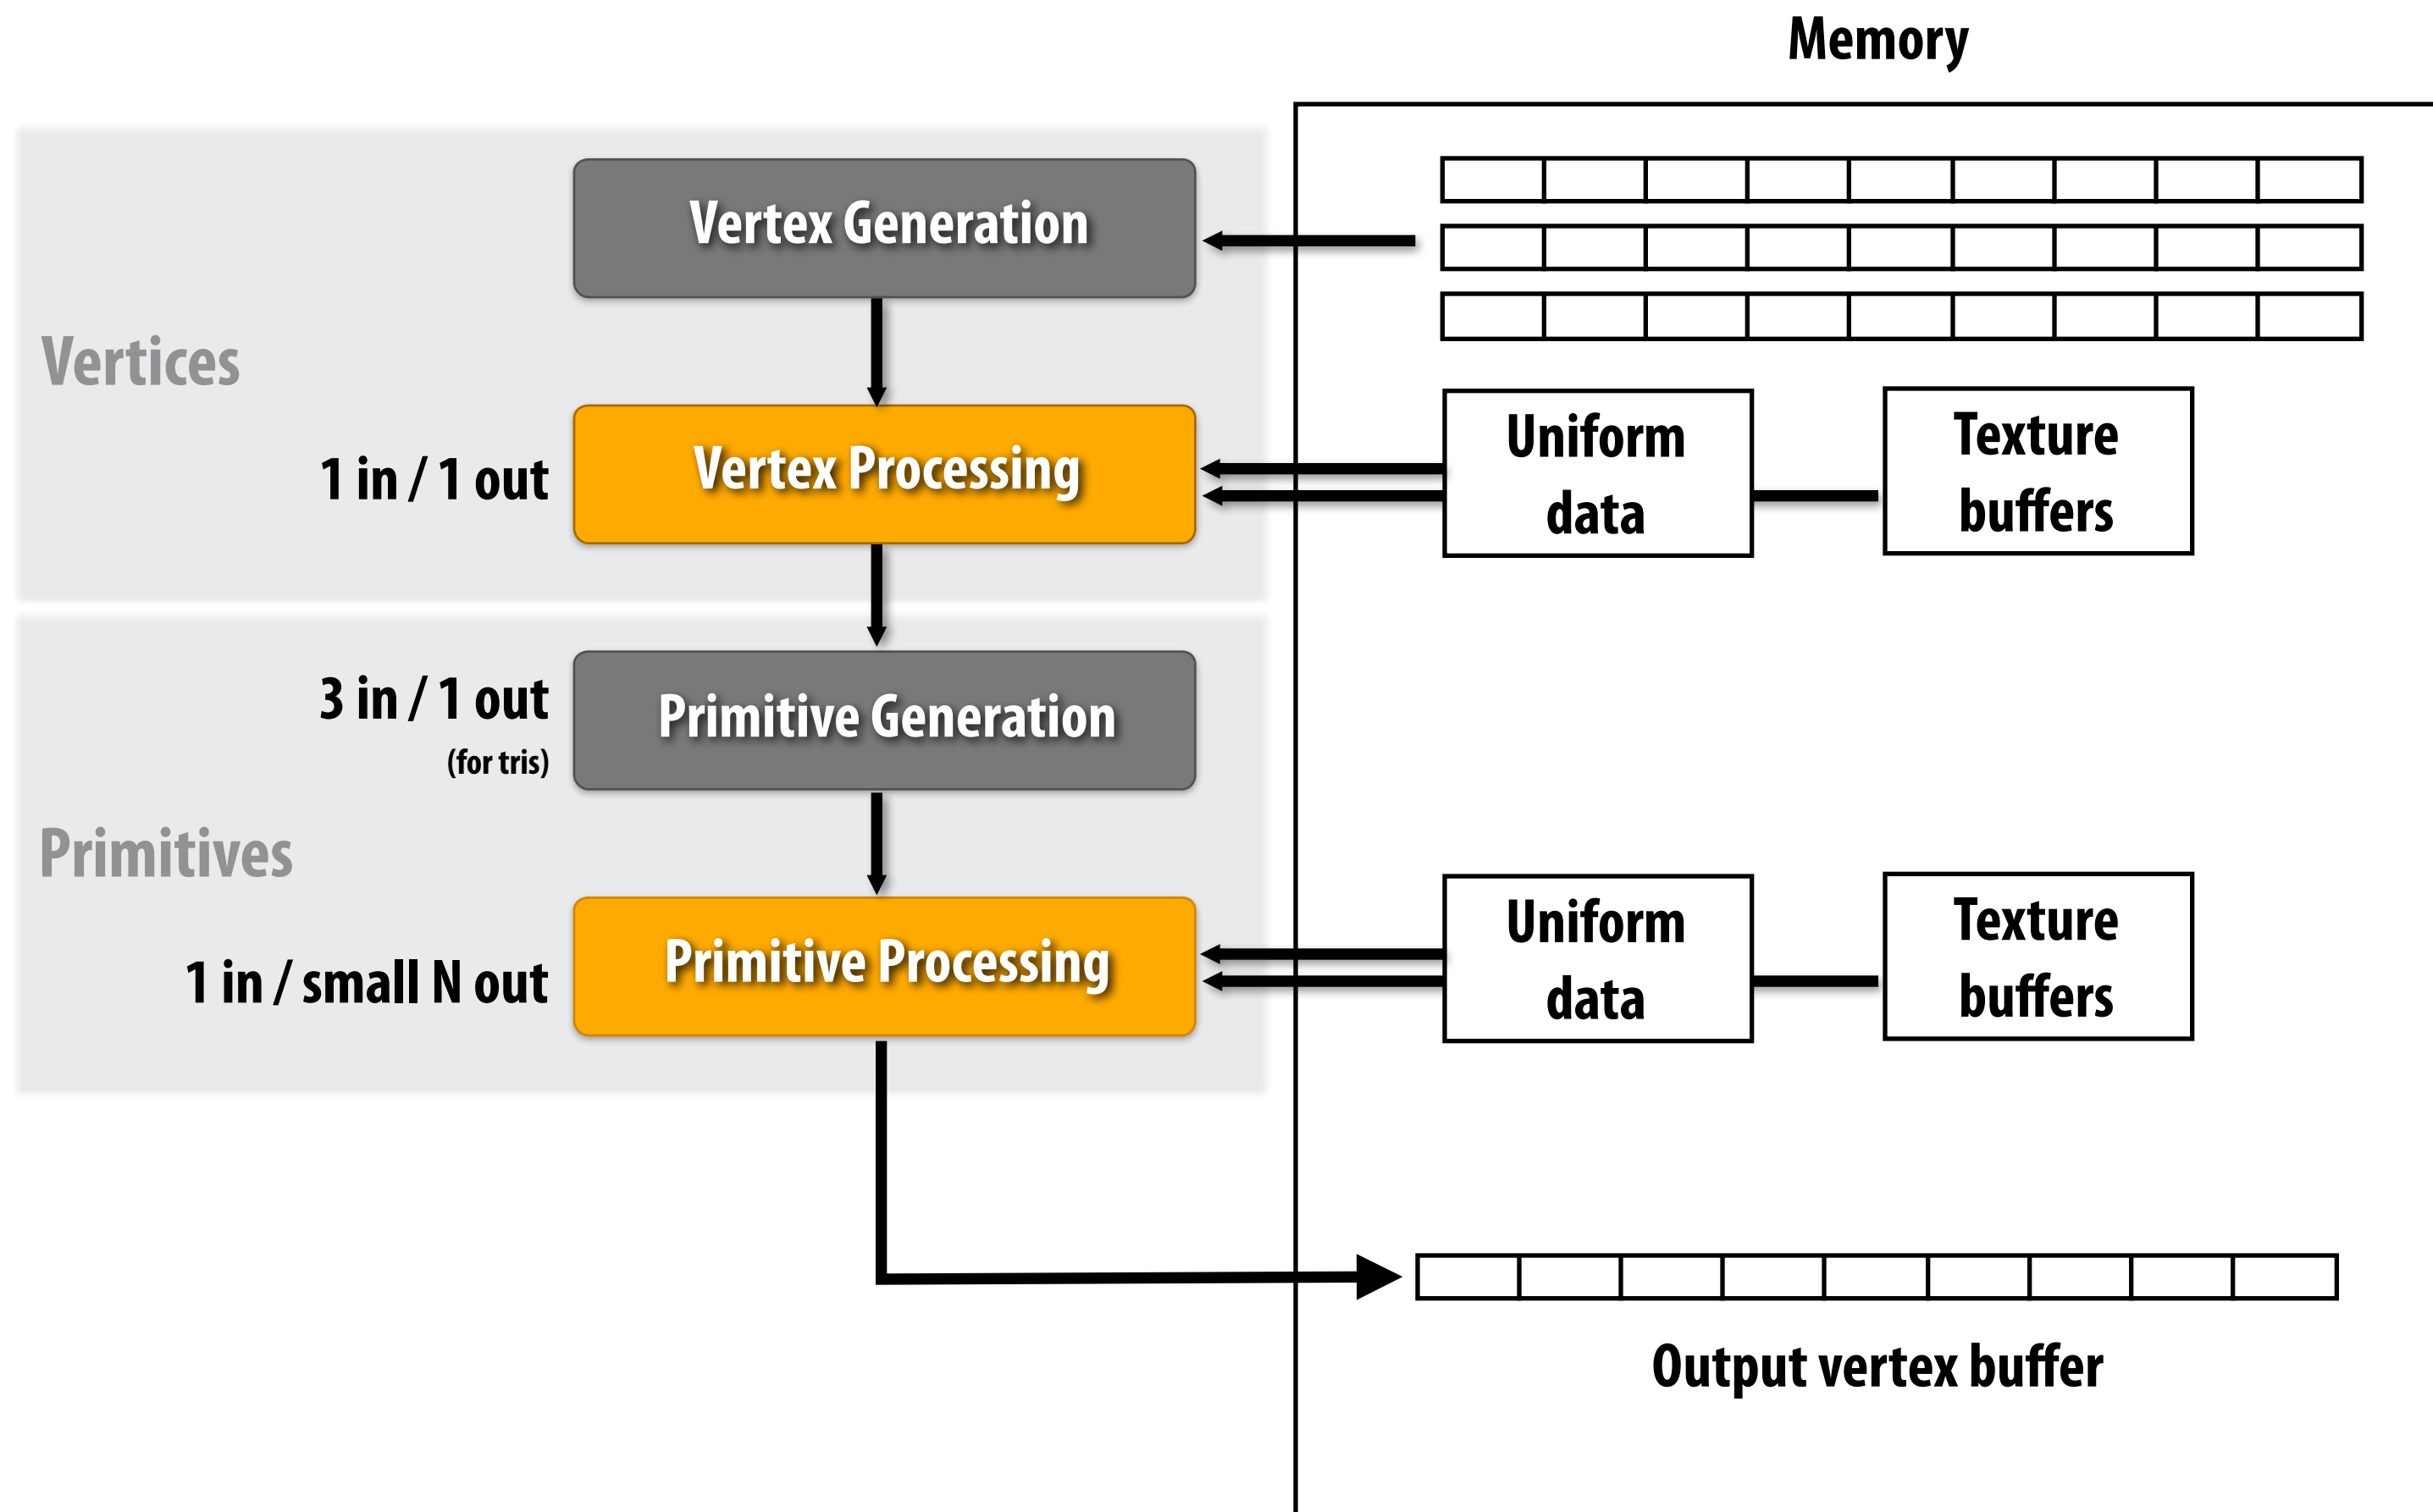 Memory
Vertex Generation
Vertices
1 in / 1 out
Vertex Processing
Uniform
data
Texture
buffers
3 in / 1 out
(for tris)
Primitive Generation
Primitives
1 in / small N out
Primitive Processing
Uniform
data
Texture
buffers
Output vertex buffer